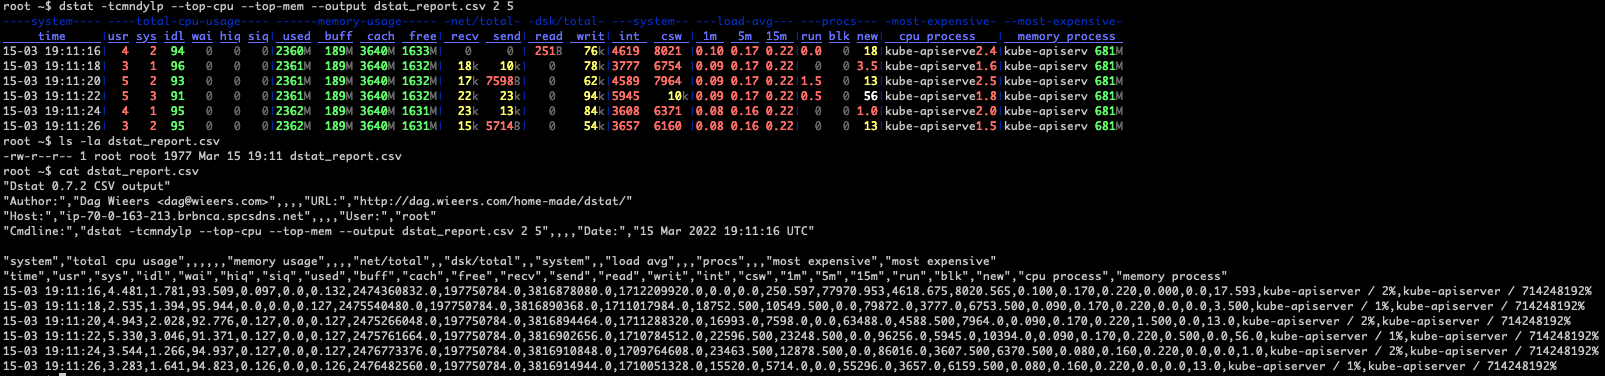 root ~$ dstat -tcmndylp --top-cpu --top-mem --output dstat_report.csv 2 5
----system---- ----total-cpu-usage---- ------memory-usage----- -net/total- -dsk/total- ---system-- ---load-avg--- ---procs--- -most-expensive- --most-expensive-
     time     |usr sys idl wai hiq siq| used  buff  cach  free| recv  send| read  writ| int   csw | 1m   5m  15m |run blk new|  cpu process   |  memory process
15-03 19:11:16|  4   2  94   0   0   0|2360M  189M 3640M 1633M|   0     0 | 251B   76k|4619  8021 |0.10 0.17 0.22|0.0   0  18|kube-apiserve2.4|kube-apiserv 681M
15-03 19:11:18|  3   1  96   0   0   0|2361M  189M 3640M 1632M|  18k   10k|   0    78k|3777  6754 |0.09 0.17 0.22|  0   0 3.5|kube-apiserve1.6|kube-apiserv 681M
15-03 19:11:20|  5   2  93   0   0   0|2361M  189M 3640M 1632M|  17k 7598B|   0    62k|4589  7964 |0.09 0.17 0.22|1.5   0  13|kube-apiserve2.5|kube-apiserv 681M
15-03 19:11:22|  5   3  91   0   0   0|2361M  189M 3640M 1632M|  22k   23k|   0    94k|5945    10k|0.09 0.17 0.22|0.5   0  56|kube-apiserve1.8|kube-apiserv 681M
15-03 19:11:24|  4   1  95   0   0   0|2362M  189M 3640M 1631M|  23k   13k|   0    84k|3608  6371 |0.08 0.16 0.22|  0   0 1.0|kube-apiserve2.0|kube-apiserv 681M
15-03 19:11:26|  3   2  95   0   0   0|2362M  189M 3640M 1631M|  15k 5714B|   0    54k|3657  6160 |0.08 0.16 0.22|  0   0  13|kube-apiserve1.5|kube-apiserv 681M
root ~$ ls -la dstat_report.csv
-rw-r--r-- 1 root root 1977 Mar 15 19:11 dstat_report.csv
root ~$ cat dstat_report.csv
"Dstat 0.7.2 CSV output"
"Author:","Dag Wieers <dag@wieers.com>",,,,"URL:","http://dag.wieers.com/home-made/dstat/"
"Host:","ip-70-0-163-213.brbnca.spcsdns.net",,,,"User:","root"
"Cmdline:","dstat -tcmndylp --top-cpu --top-mem --output dstat_report.csv 2 5",,,,"Date:","15 Mar 2022 19:11:16 UTC"
"system","total cpu usage",,,,,,"memory usage",,,,"net/total",,"dsk/total",,"system",,"load avg",,,"procs",,,"most expensive","most expensive"
"time","usr","sys","idl","wai","hiq","siq","used","buff","cach","free","recv","send","read","writ","int","csw","1m","5m","15m","run","blk","new","cpu process","memory process"
15-03 19:11:16,4.481,1.781,93.509,0.097,0.0,0.132,2474360832.0,197750784.0,3816878080.0,1712209920.0,0.0,0.0,250.597,77970.953,4618.675,8020.565,0.100,0.170,0.220,0.000,0.0,17.593,kube-apiserver / 2%,kube-apiserver / 714248192%
15-03 19:11:18,2.535,1.394,95.944,0.0,0.0,0.127,2475540480.0,197750784.0,3816890368.0,1711017984.0,18752.500,10549.500,0.0,79872.0,3777.0,6753.500,0.090,0.170,0.220,0.0,0.0,3.500,kube-apiserver / 1%,kube-apiserver / 714248192%
15-03 19:11:20,4.943,2.028,92.776,0.127,0.0,0.127,2475266048.0,197750784.0,3816894464.0,1711288320.0,16993.0,7598.0,0.0,63488.0,4588.500,7964.0,0.090,0.170,0.220,1.500,0.0,13.0,kube-apiserver / 2%,kube-apiserver / 714248192%
15-03 19:11:22,5.330,3.046,91.371,0.127,0.0,0.127,2475761664.0,197750784.0,3816902656.0,1710784512.0,22596.500,23248.500,0.0,96256.0,5945.0,10394.0,0.090,0.170,0.220,0.500,0.0,56.0,kube-apiserver / 1%,kube-apiserver / 714248192%
15-03 19:11:24,3.544,1.266,94.937,0.126,0.0,0.127,2476773376.0,197750784.0,3816910848.0,1709764608.0,23463.500,12878.500,0.0,86016.0,3607.500,6370.500,0.080,0.160,0.220,0.0,0.0,1.0,kube-apiserver / 2%,kube-apiserver / 714248192%
15-03 19:11:26,3.283,1.641,94.823,0.126,0.0,0.126,2476482560.0,197750784.0,3816914944.0,1710051328.0,15520.0,5714.0,0.0,55296.0,3657.0,6159.500,0.080,0.160,0.220,0.0,0.0,13.0,kube-apiserver / 1%,kube-apiserver / 714248192%